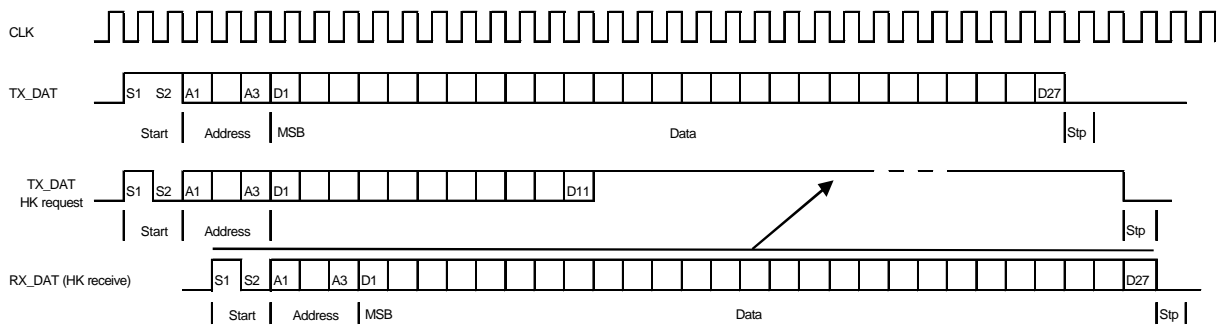 CLK
TX_DAT S1 S2 A1 A3 D1 D27
Start Address MSB Data Stp
TX_DAT
HK request
S1 S2 A1 A3 D1 D11
Start Address Stp
RX_DAT (HK receive) S1 S2 A1 A3 D1 D27
Start Address MSB Data Stp